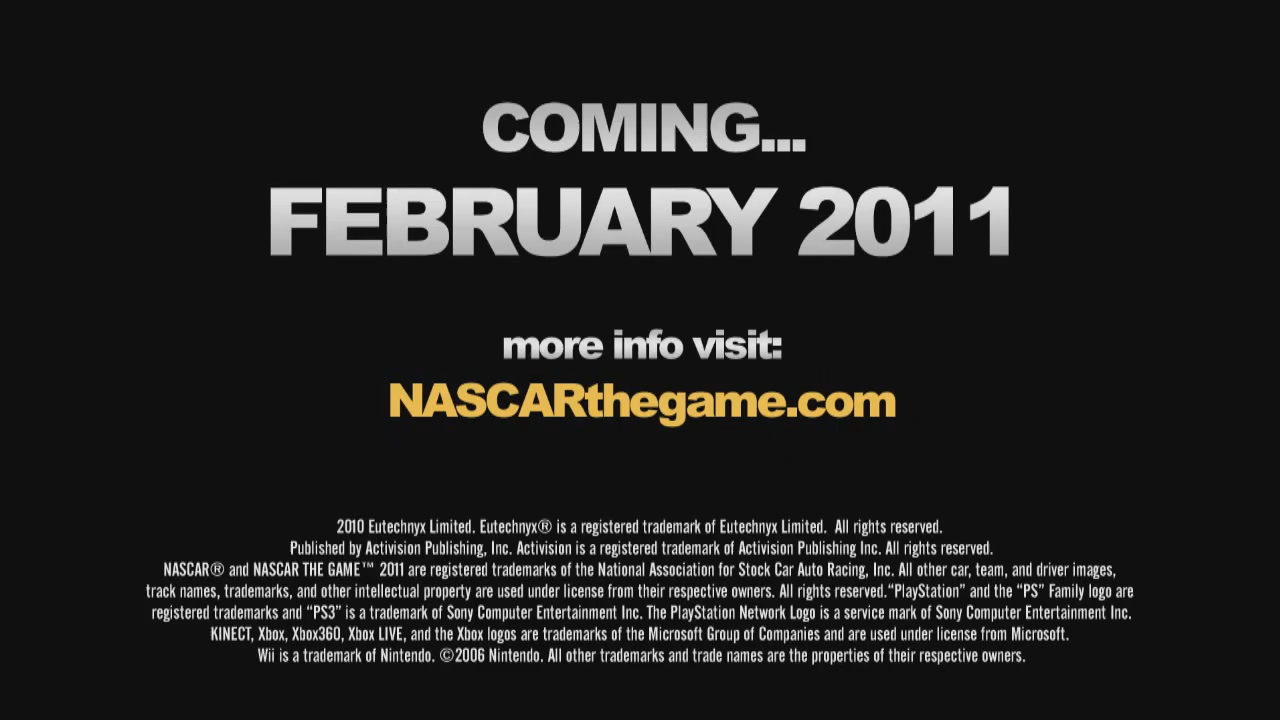 COMING...
FEBRUARY 2011
more info visit:
NASCARthegame.com
2010 Eutechnyx Limited. Eutechnyx® is a registered trademark of Eutechnyx Limited.  All rights reserved.
Published by Activision Publishing, Inc. Activision is a registered trademark of Activision Publishing Inc. All rights reserved.
NASCAR® and NASCAR THE GAME™ 2011 are registered trademarks of the National Association for Stock Car Auto Racing, Inc. All other car, team, and driver images,
track names, trademarks, and other intellectual property are used under license from their respective owners. All rights reserved.“PlayStation” and the “PS” Family logo are
registered trademarks and “PS3” is a trademark of Sony Computer Entertainment Inc. The PlayStation Network Logo is a service mark of Sony Computer Entertainment Inc.
KINECT, Xbox, Xbox360, Xbox LIVE, and the Xbox logos are trademarks of the Microsoft Group of Companies and are used under license from Microsoft.
Wii is a trademark of Nintendo. ©2006 Nintendo. All other trademarks and trade names are the properties of their respective owners.